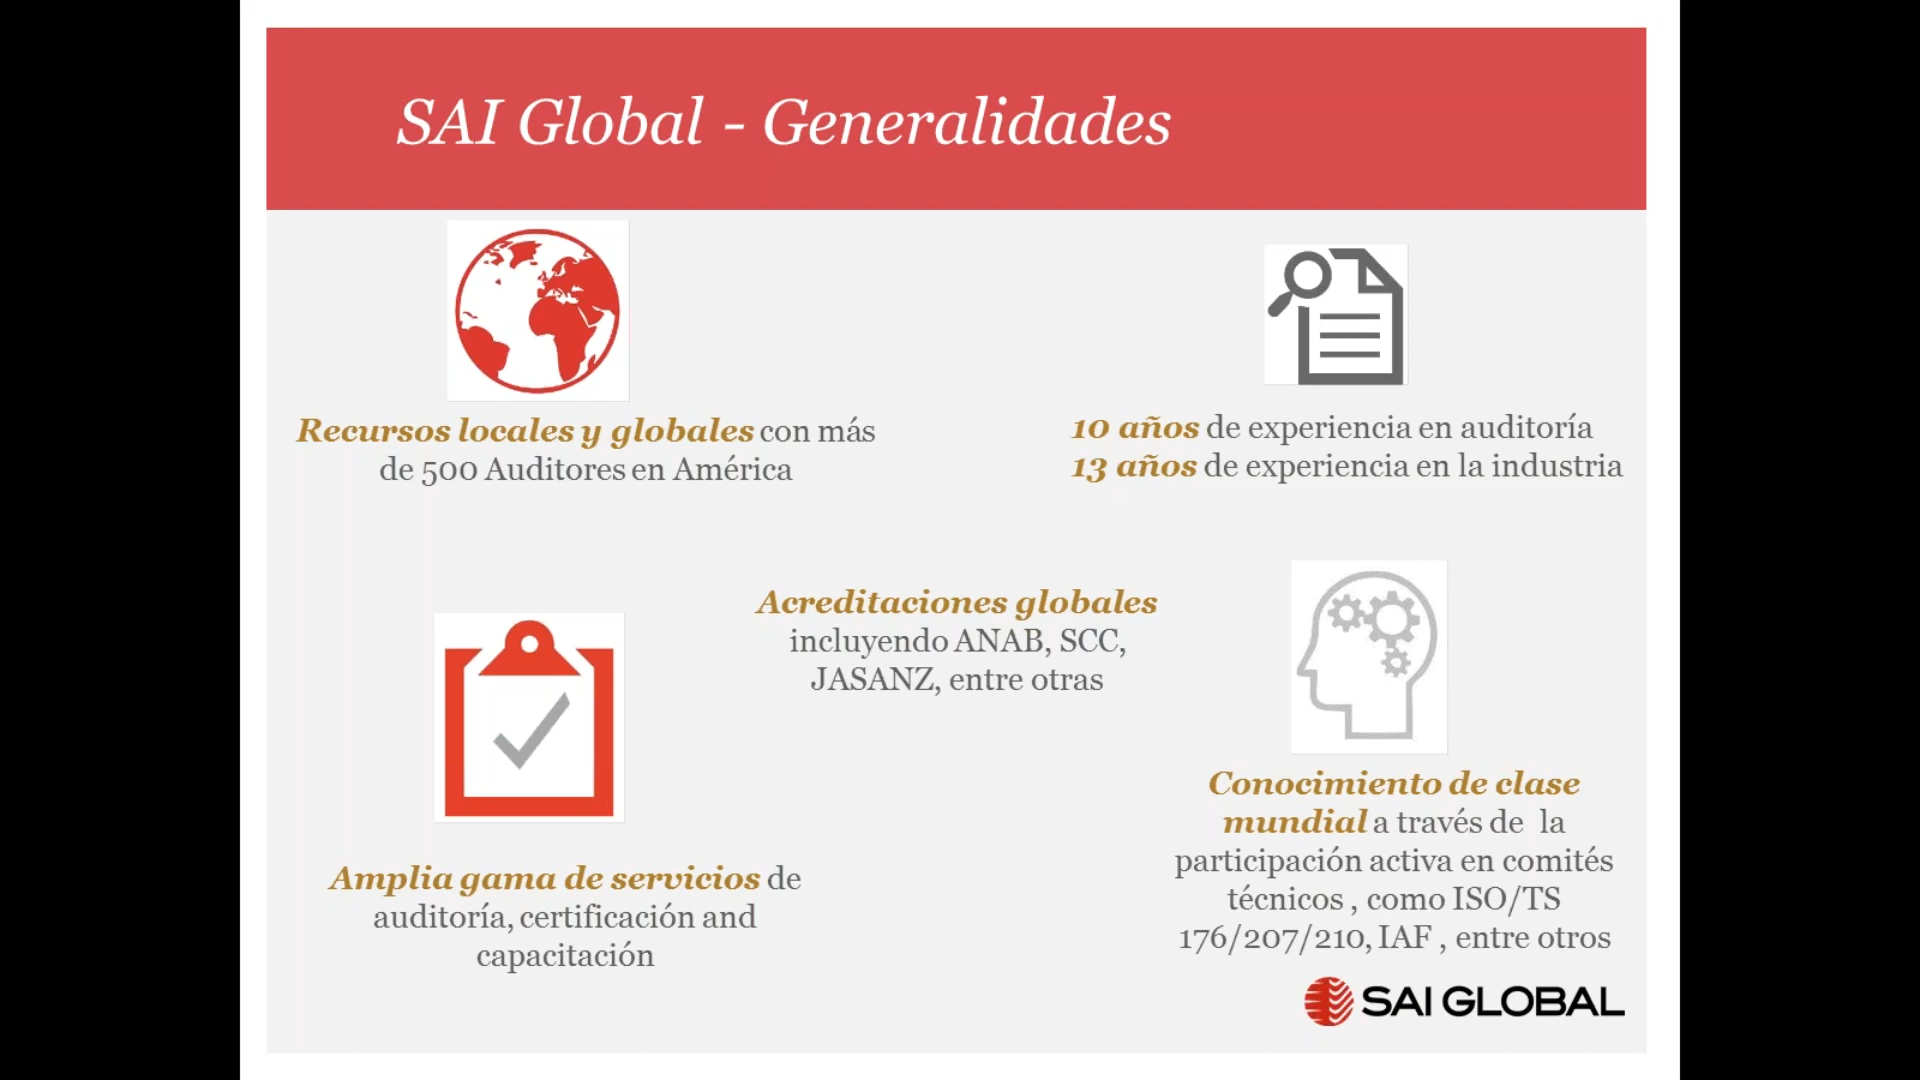 SAI Global - Generalidades
Recursos locales y globales con más
de 500 Auditores en América
10 años de experiencia en auditoría
13 años de experiencia en la industria
Acreditaciones globales
incluyendo ANAB, SCC,
JASANZ, entre otras
Amplia gama de servicios de
auditoría, certificación and
capacitación
Conocimiento de clase
mundial a través de  la
participación activa en comités
técnicos , como ISO/TS
176/207/210, IAF , entre otros
SAI GLOBAL